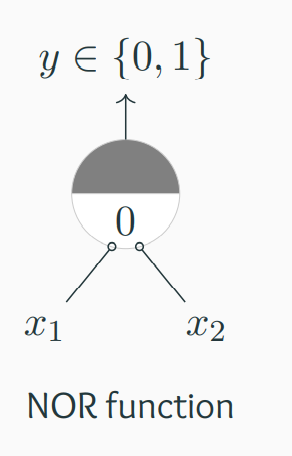 y ∈ {0, 1}
0
x₁ x₂
NOR function